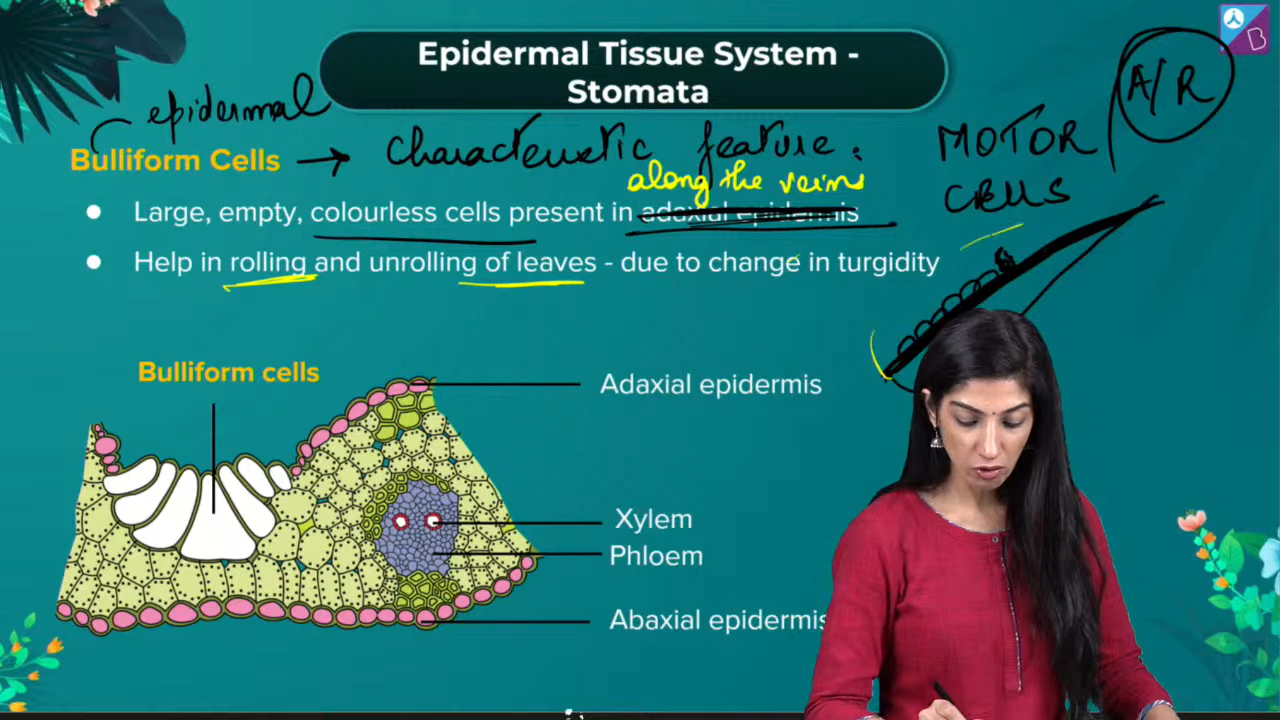 Epidermal Tissue System -
Stomata
A/R
epidermal
Bulliform Cells → Characteristic feature :
MOTOR
CELLS
along the veins
● Large, empty, colourless cells present in adaxial epidermis
● Help in rolling and unrolling of leaves - due to change in turgidity
Bulliform cells
Adaxial epidermis
Xylem
Phloem
Abaxial epidermis
B